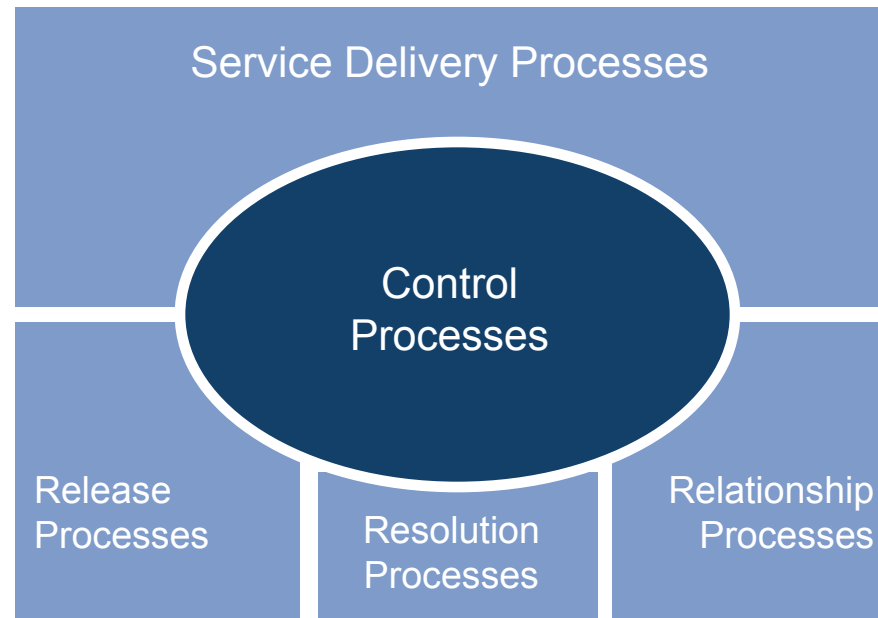 Service Delivery Processes
Control
Processes
Release
Processes
Resolution
Processes
Relationship
Processes